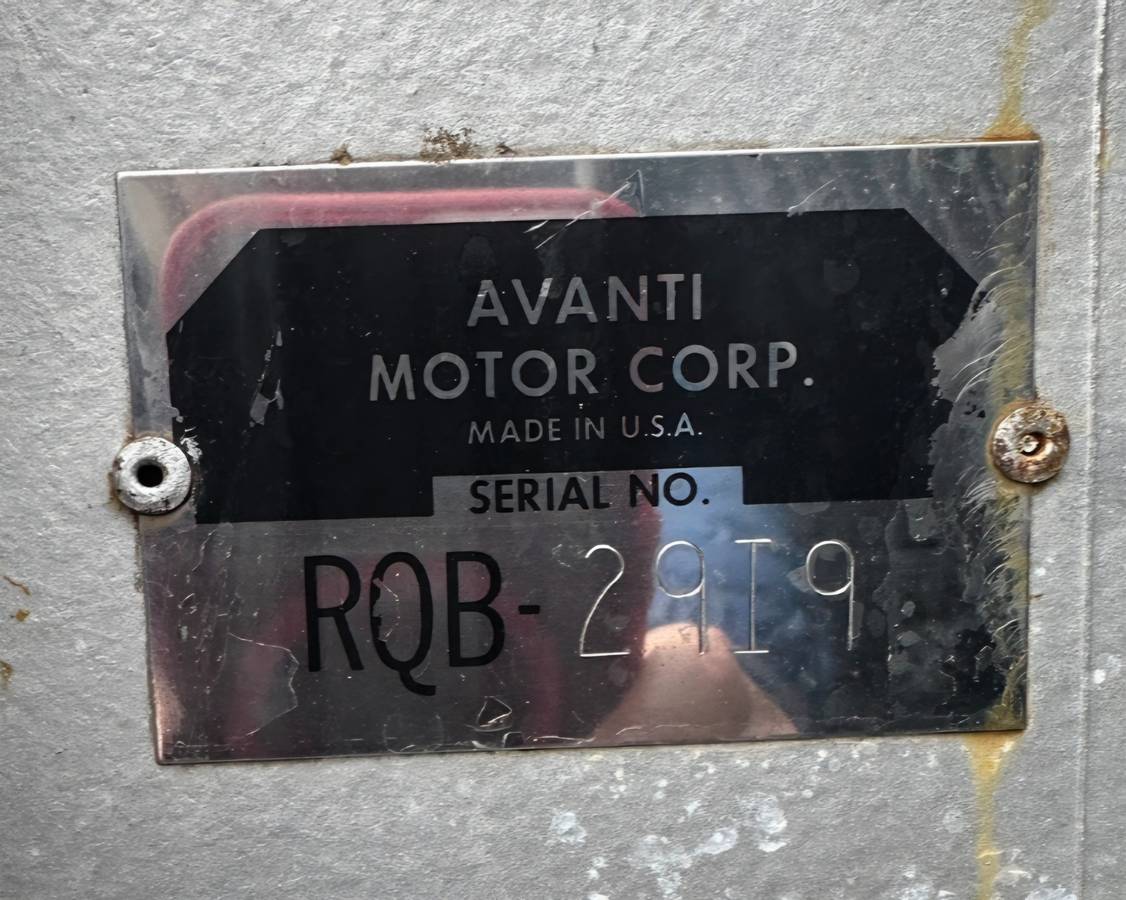 AVANTI
MOTOR CORP.
MADE IN U.S.A.
SERIAL NO.
RQB-2919